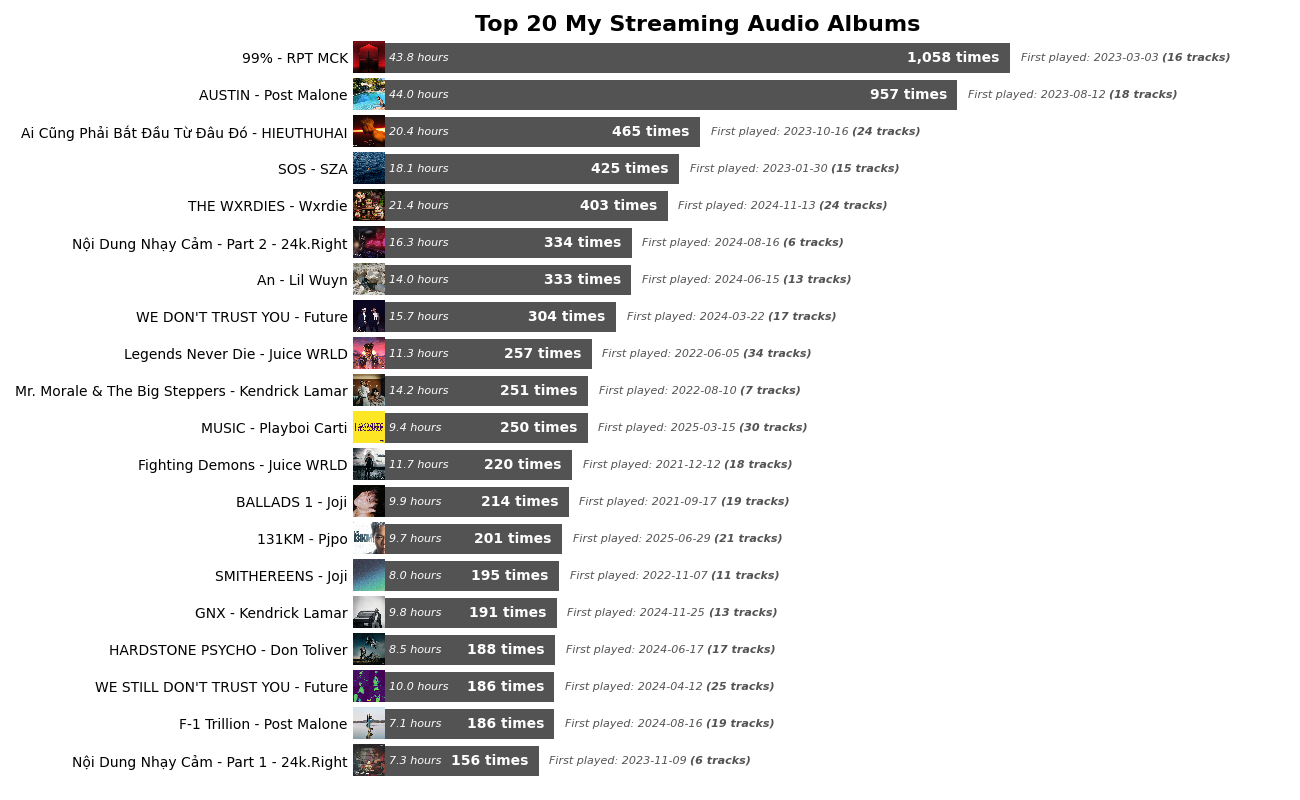 Top 20 My Streaming Audio Albums
99% - RPT MCK 43.8 hours 1,058 times First played: 2023-03-03 (16 tracks)
AUSTIN - Post Malone 44.0 hours 957 times First played: 2023-08-12 (18 tracks)
Ai Cũng Phải Bắt Đầu Từ Đâu Đó - HIEUTHUHAI 20.4 hours 465 times First played: 2023-10-16 (24 tracks)
SOS - SZA 18.1 hours 425 times First played: 2023-01-30 (15 tracks)
THE WXRDIES - Wxrdie 21.4 hours 403 times First played: 2024-11-13 (24 tracks)
Nội Dung Nhạy Cảm - Part 2 - 24k.Right 16.3 hours 334 times First played: 2024-08-16 (6 tracks)
An - Lil Wuyn 14.0 hours 333 times First played: 2024-06-15 (13 tracks)
WE DON'T TRUST YOU - Future 15.7 hours 304 times First played: 2024-03-22 (17 tracks)
Legends Never Die - Juice WRLD 11.3 hours 257 times First played: 2022-06-05 (34 tracks)
Mr. Morale & The Big Steppers - Kendrick Lamar 14.2 hours 251 times First played: 2022-08-10 (7 tracks)
MUSIC - Playboi Carti 9.4 hours 250 times First played: 2025-03-15 (30 tracks)
Fighting Demons - Juice WRLD 11.7 hours 220 times First played: 2021-12-12 (18 tracks)
BALLADS 1 - Joji 9.9 hours 214 times First played: 2021-09-17 (19 tracks)
131KM - Pjpo 9.7 hours 201 times First played: 2025-06-29 (21 tracks)
SMITHEREENS - Joji 8.0 hours 195 times First played: 2022-11-07 (11 tracks)
GNX - Kendrick Lamar 9.8 hours 191 times First played: 2024-11-25 (13 tracks)
HARDSTONE PSYCHO - Don Toliver 8.5 hours 188 times First played: 2024-06-17 (17 tracks)
WE STILL DON'T TRUST YOU - Future 10.0 hours 186 times First played: 2024-04-12 (25 tracks)
F-1 Trillion - Post Malone 7.1 hours 186 times First played: 2024-08-16 (19 tracks)
Nội Dung Nhạy Cảm - Part 1 - 24k.Right 7.3 hours 156 times First played: 2023-11-09 (6 tracks)